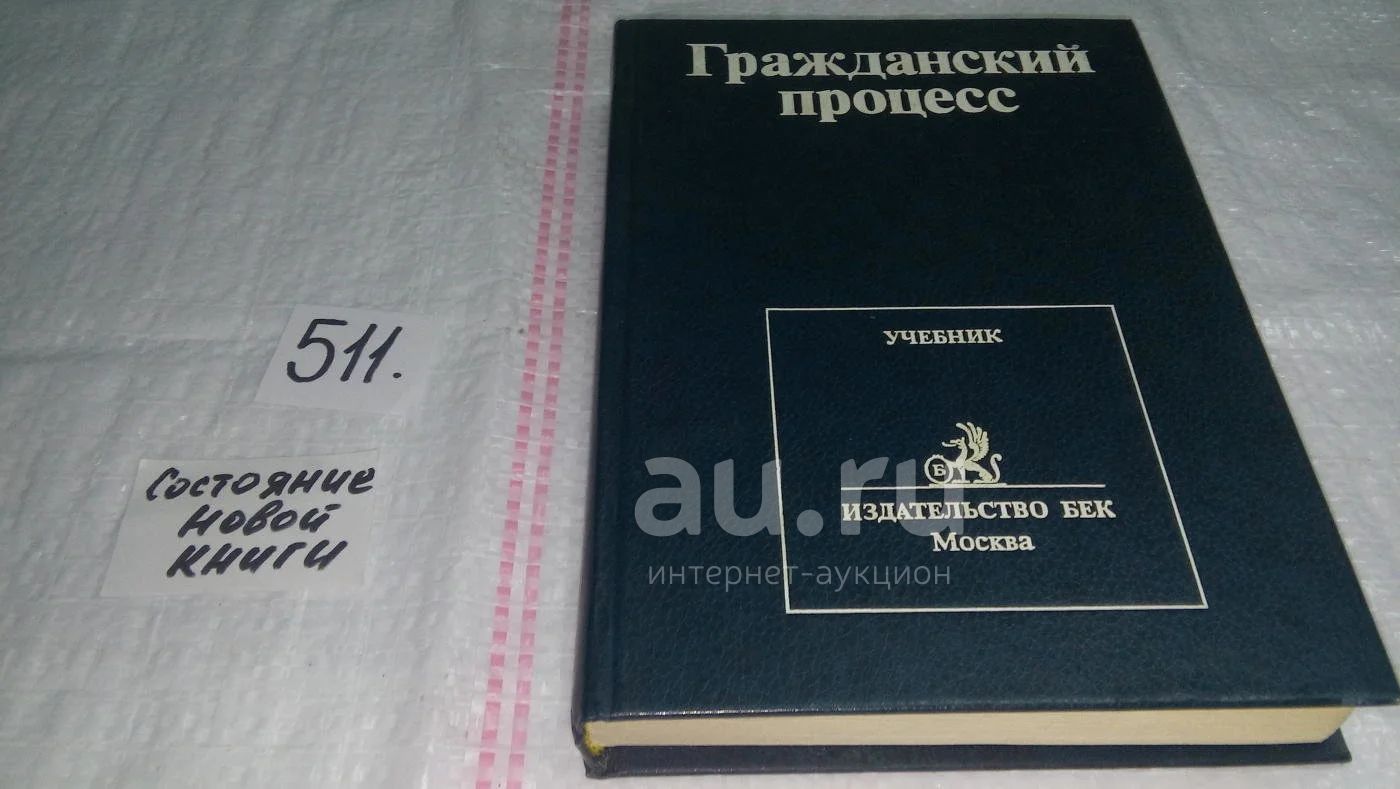 Гражданский
процесс
511.
Состояние
новой
книги
УЧЕБНИК
Б
ИЗДАТЕЛЬСТВО БЕК
Москва
au.ru
интернет-аукцион